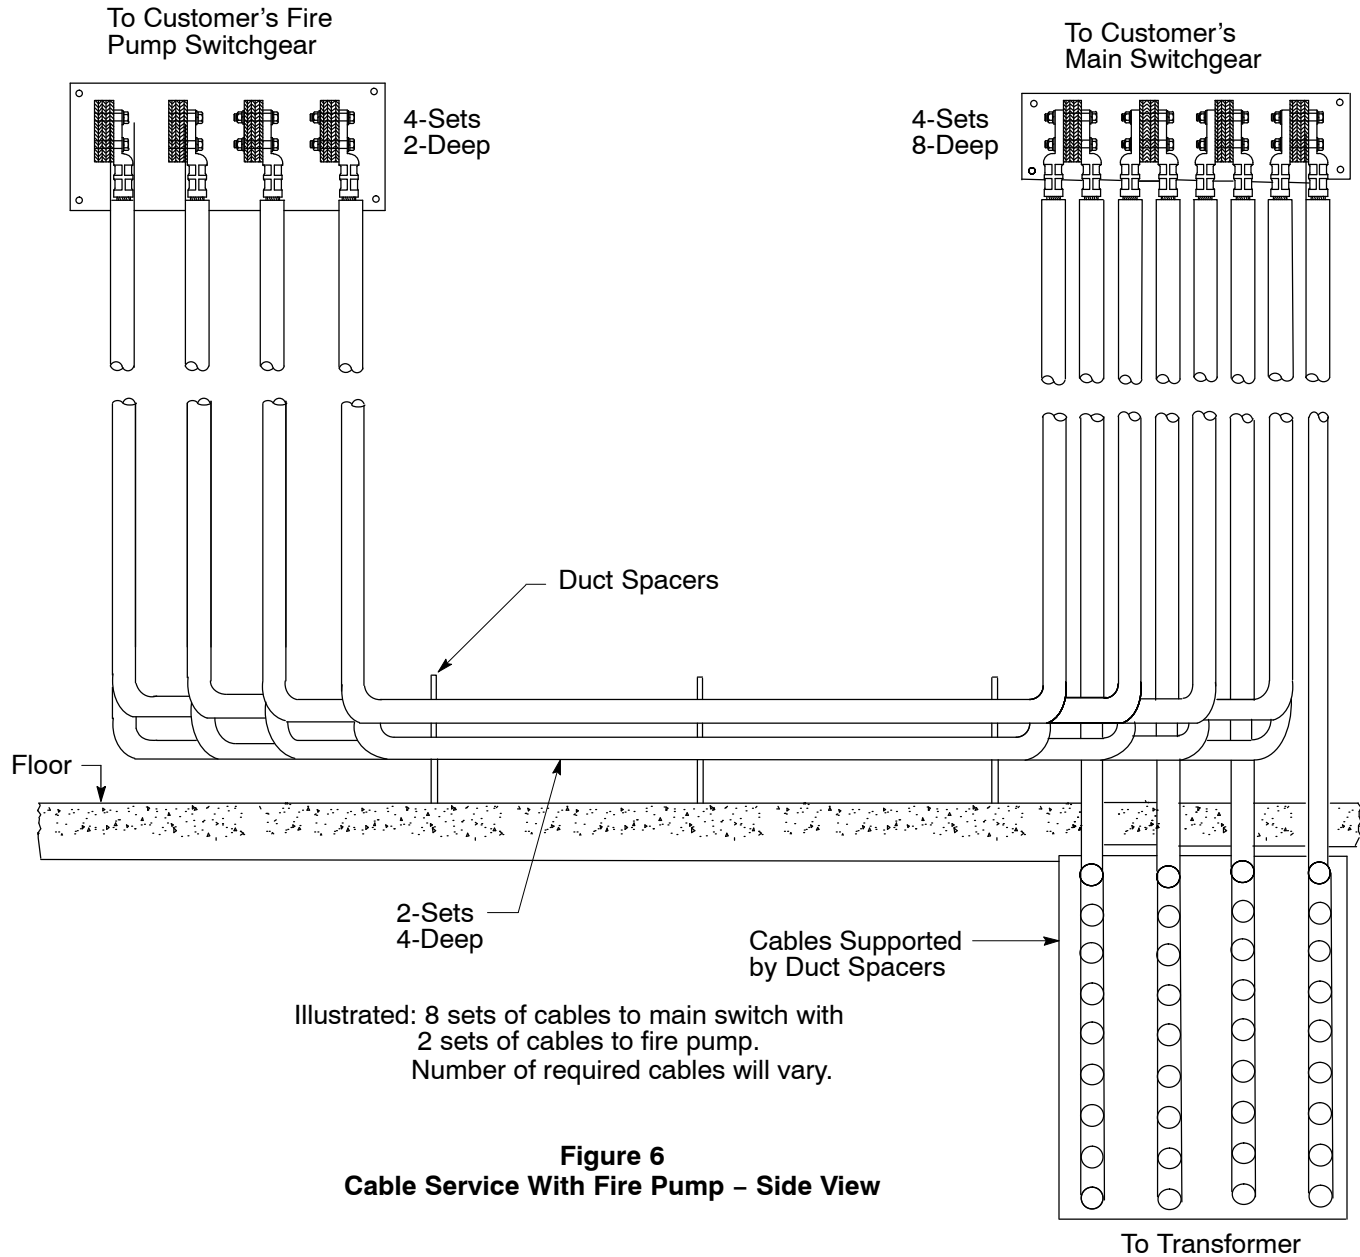 To Customer’s Fire
Pump Switchgear
To Customer’s
Main Switchgear
4-Sets
2-Deep
4-Sets
8-Deep
Duct Spacers
Floor
2-Sets
4-Deep
Cables Supported
by Duct Spacers
Illustrated: 8 sets of cables to main switch with
2 sets of cables to fire pump.
Number of required cables will vary.
Figure 6
Cable Service With Fire Pump – Side View
To Transformer